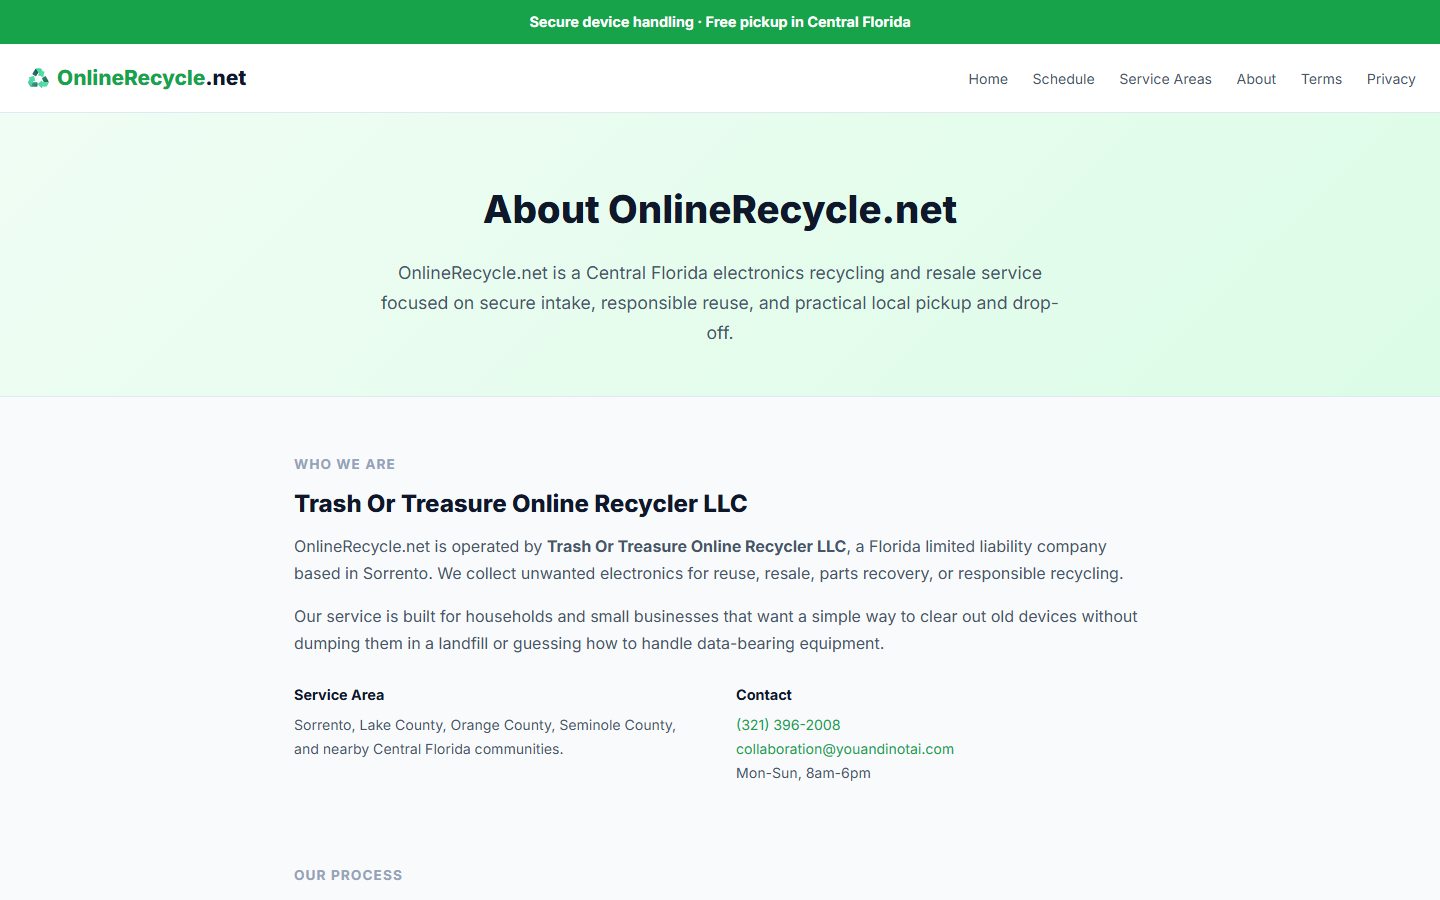 Secure device handling · Free pickup in Central Florida
OnlineRecycle.net
Home Schedule Service Areas About Terms Privacy
About OnlineRecycle.net
OnlineRecycle.net is a Central Florida electronics recycling and resale service
focused on secure intake, responsible reuse, and practical local pickup and drop-
off.
WHO WE ARE
Trash Or Treasure Online Recycler LLC
OnlineRecycle.net is operated by Trash Or Treasure Online Recycler LLC, a Florida limited liability company
based in Sorrento. We collect unwanted electronics for reuse, resale, parts recovery, or responsible recycling.
Our service is built for households and small businesses that want a simple way to clear out old devices without
dumping them in a landfill or guessing how to handle data-bearing equipment.
Service Area
Sorrento, Lake County, Orange County, Seminole County,
and nearby Central Florida communities.
Contact
(321) 396-2008
collaboration@youandinotai.com
Mon-Sun, 8am-6pm
OUR PROCESS